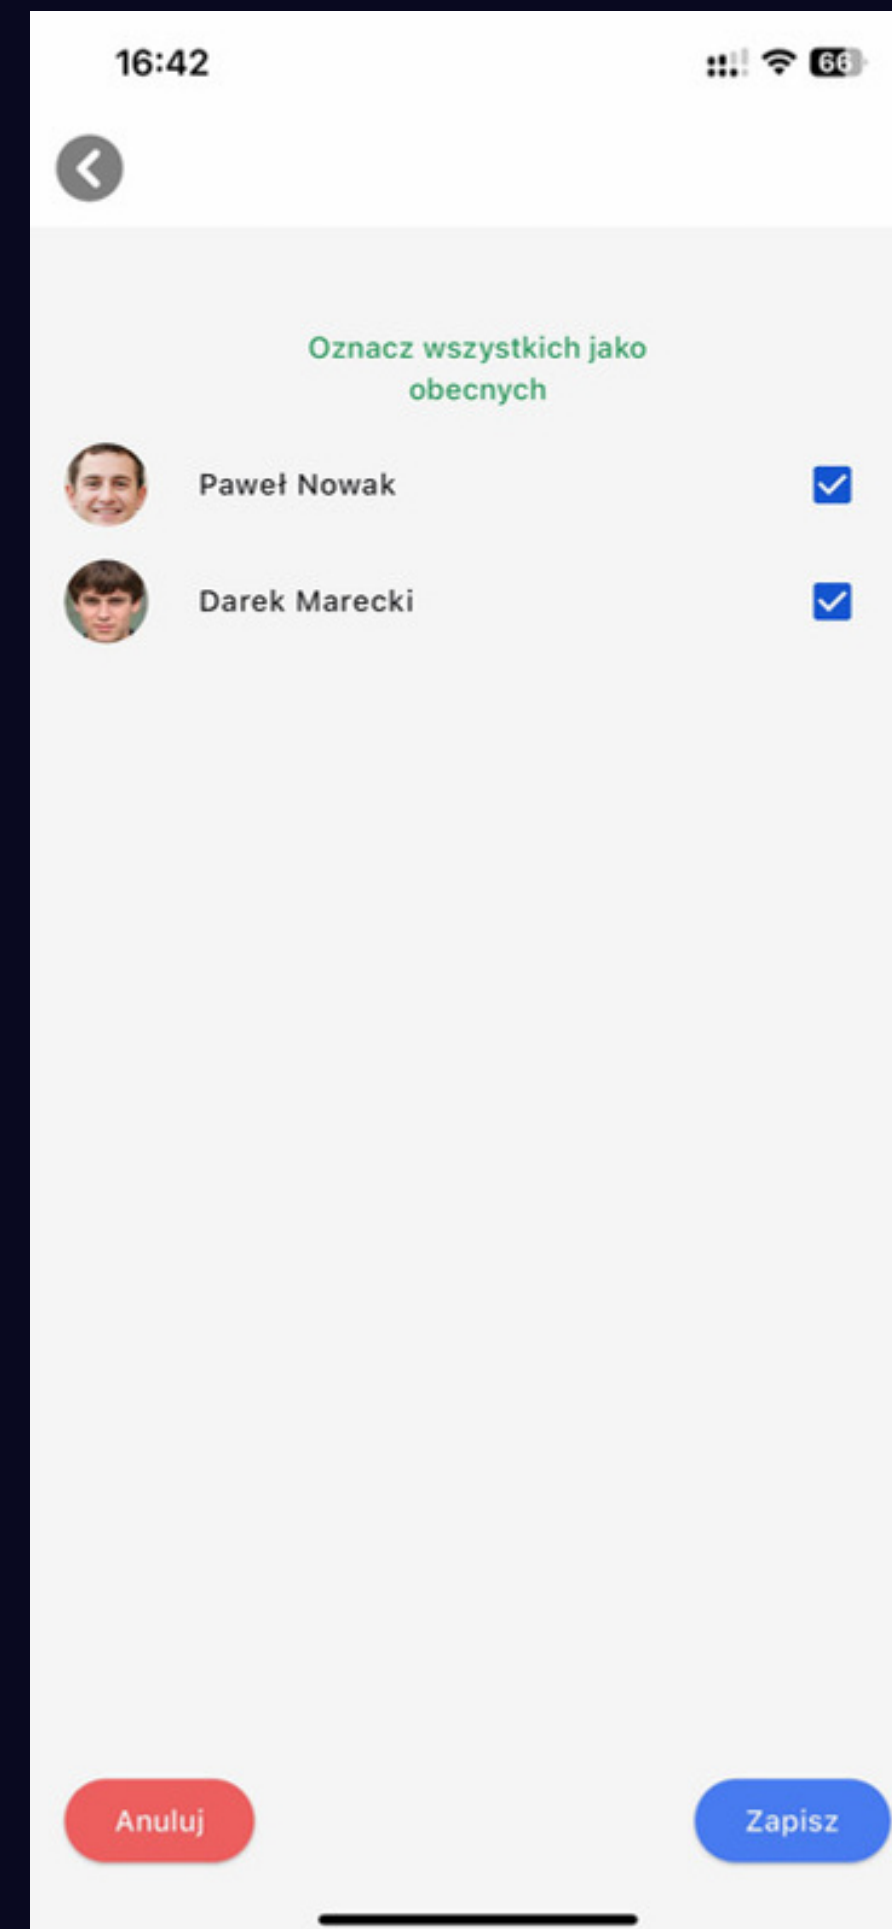 16:42
66
Oznacz wszystkich jako
obecnych
Paweł Nowak
Darek Marecki
Anuluj
Zapisz